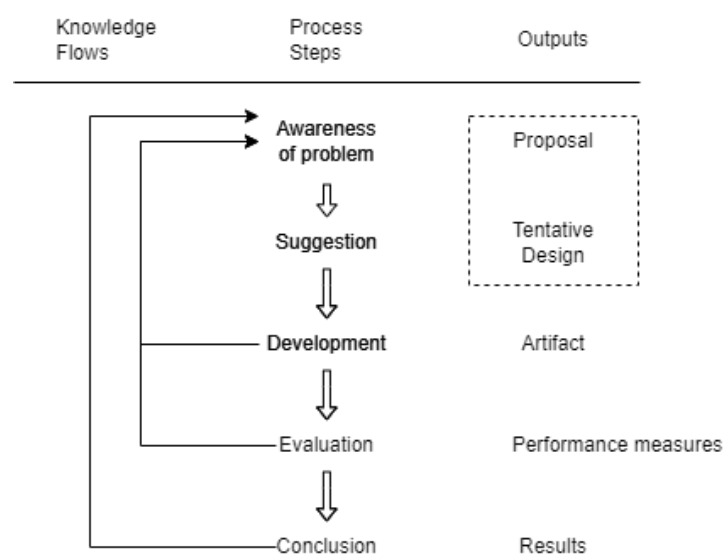 Knowledge
Flows
Process
Steps
Outputs
Awareness
of problem
Proposal
Suggestion
Tentative
Design
Development
Artifact
Evaluation
Performance measures
Conclusion
Results